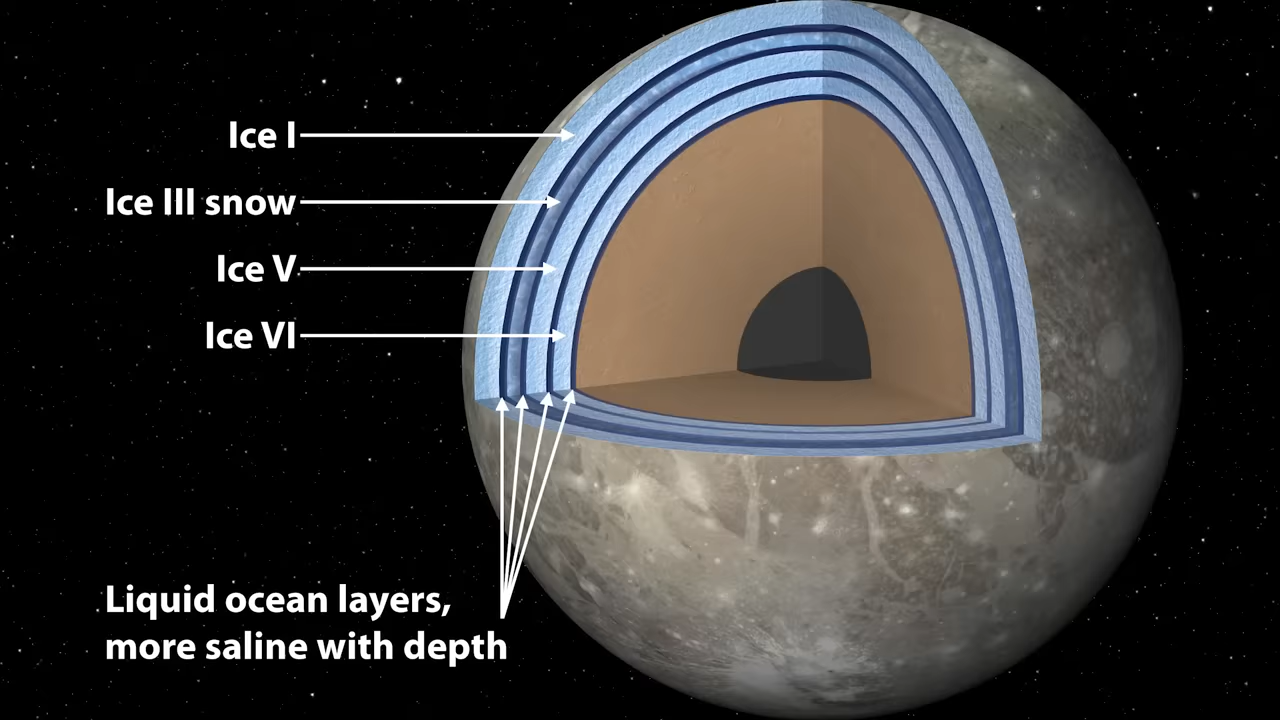 Ice I
Ice III snow
Ice V
Ice VI
Liquid ocean layers,
more saline with depth